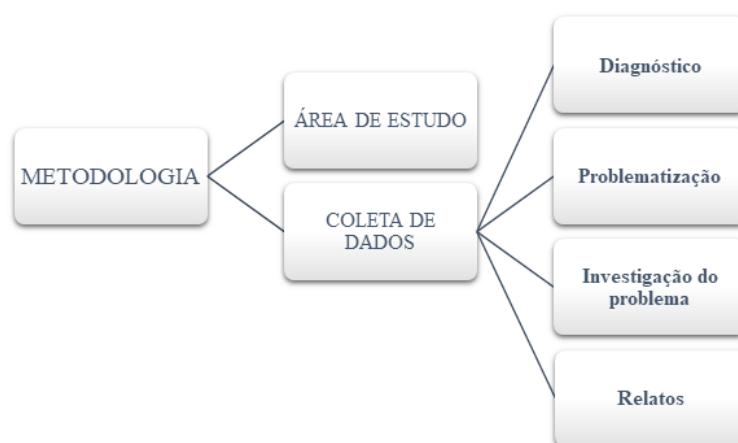 METODOLOGIA
ÁREA DE ESTUDO
COLETA DE
DADOS
Diagnóstico
Problematização
Investigação do
problema
Relatos